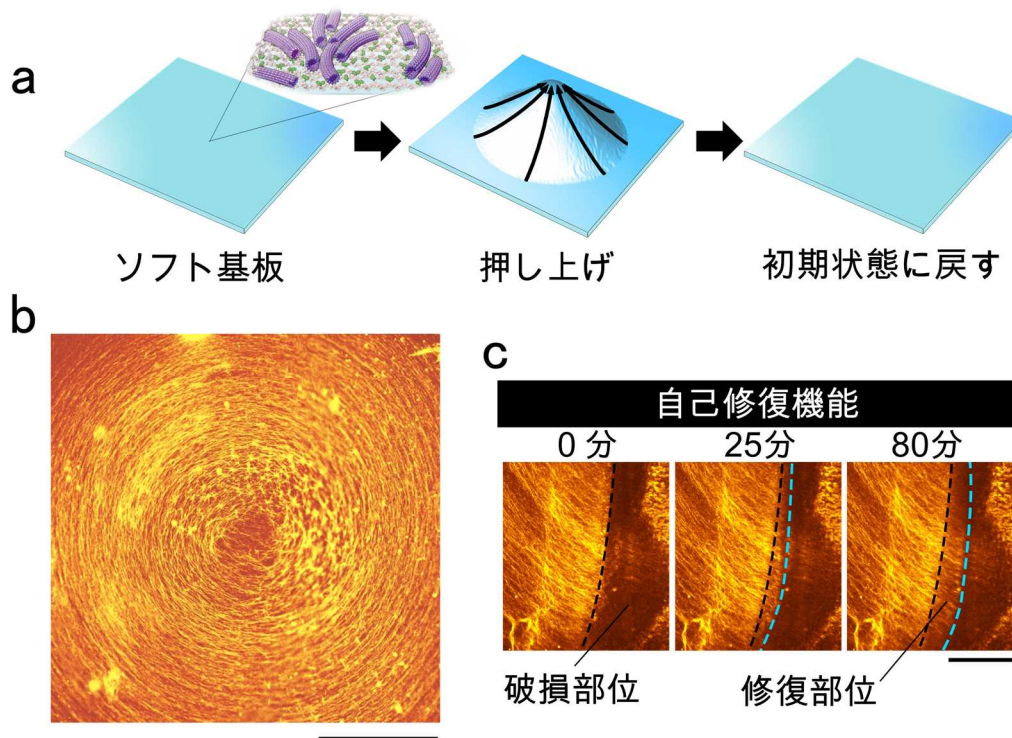 a
ソフト基板
押し上げ
初期状態に戻す
b
c
自己修復機能
0 分
25分
80分
破損部位
修復部位